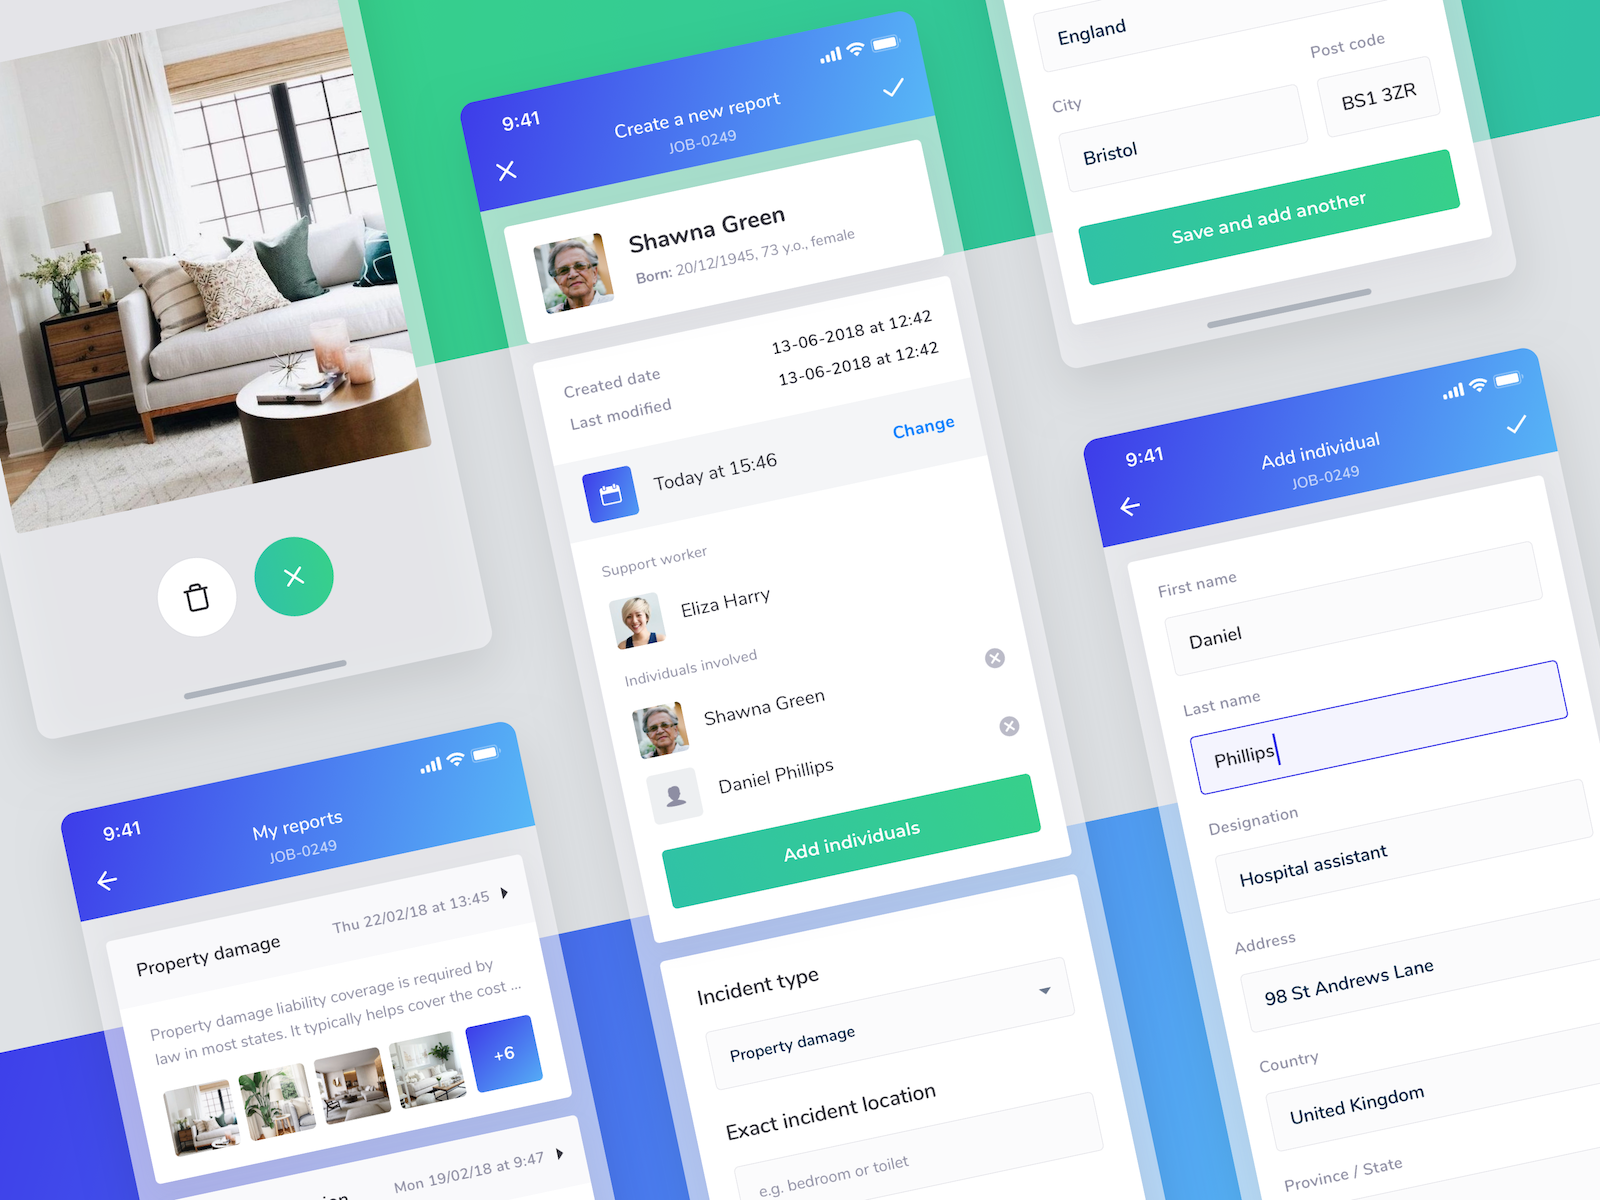 9:41
Create a new report
JOB-0249
Shawna Green
Born: 20/12/1945, 73 y.o., female
Created date 13-06-2018 at 12:42
Last modified 13-06-2018 at 12:42
Today at 15:46 Change
Support worker
Eliza Harry
Individuals involved
Shawna Green
Daniel Phillips
Add individuals
Incident type
Property damage
Exact incident location
e.g. bedroom or toilet
9:41
My reports
JOB-0249
Property damage Thu 22/02/18 at 13:45
Property damage liability coverage is required by
law in most states. It typically helps cover the cost ...
+6
Mon 19/02/18 at 9:47
England
City
Post code
Bristol
BS1 3ZR
Save and add another
9:41
Add individual
JOB-0249
First name
Daniel
Last name
Phillips
Designation
Hospital assistant
Address
98 St Andrews Lane
Country
United Kingdom
Province / State